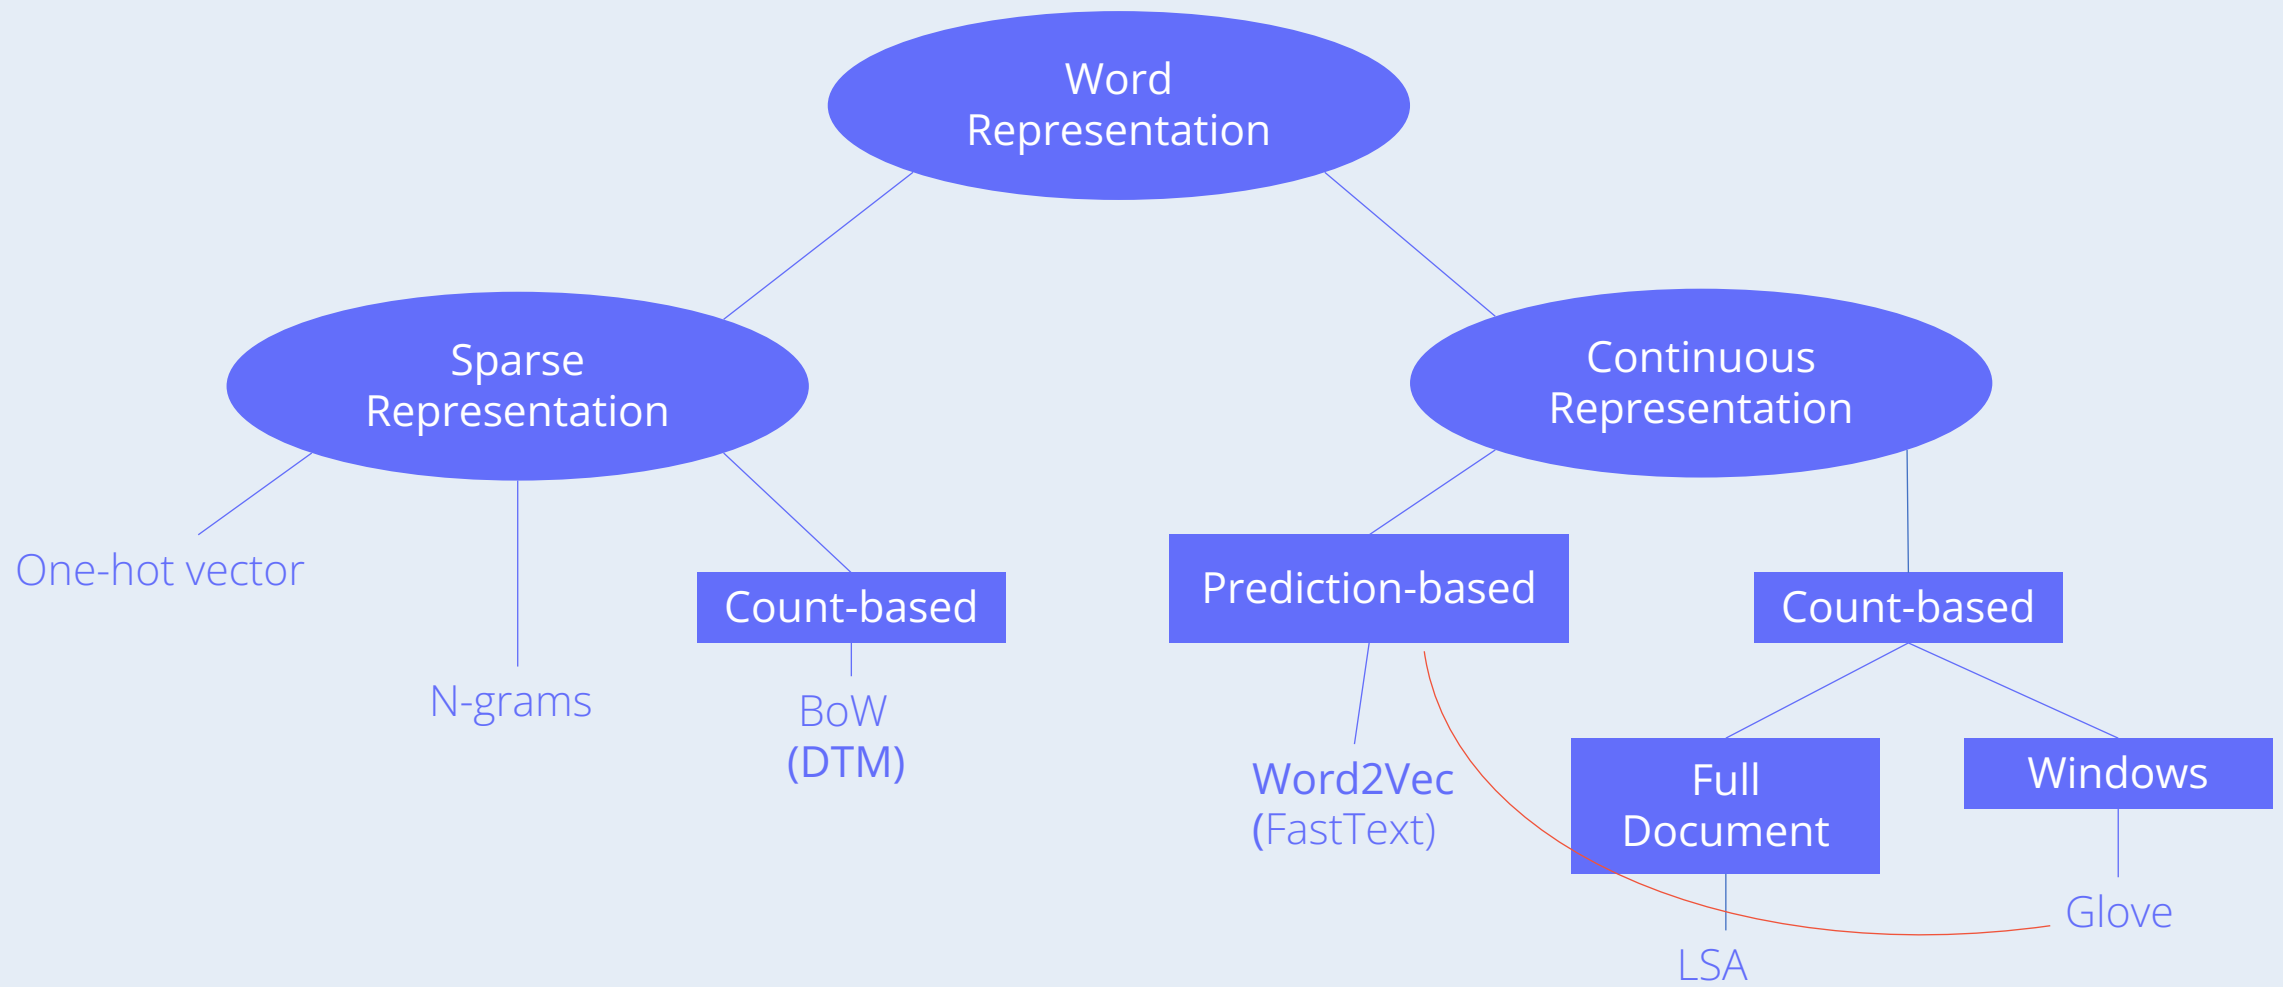 Word
Representation
Sparse
Representation
Continuous
Representation
One-hot vector
N-grams
Count-based
BoW
(DTM)
Prediction-based
Word2Vec
(FastText)
Count-based
Full
Document
LSA
Windows
Glove